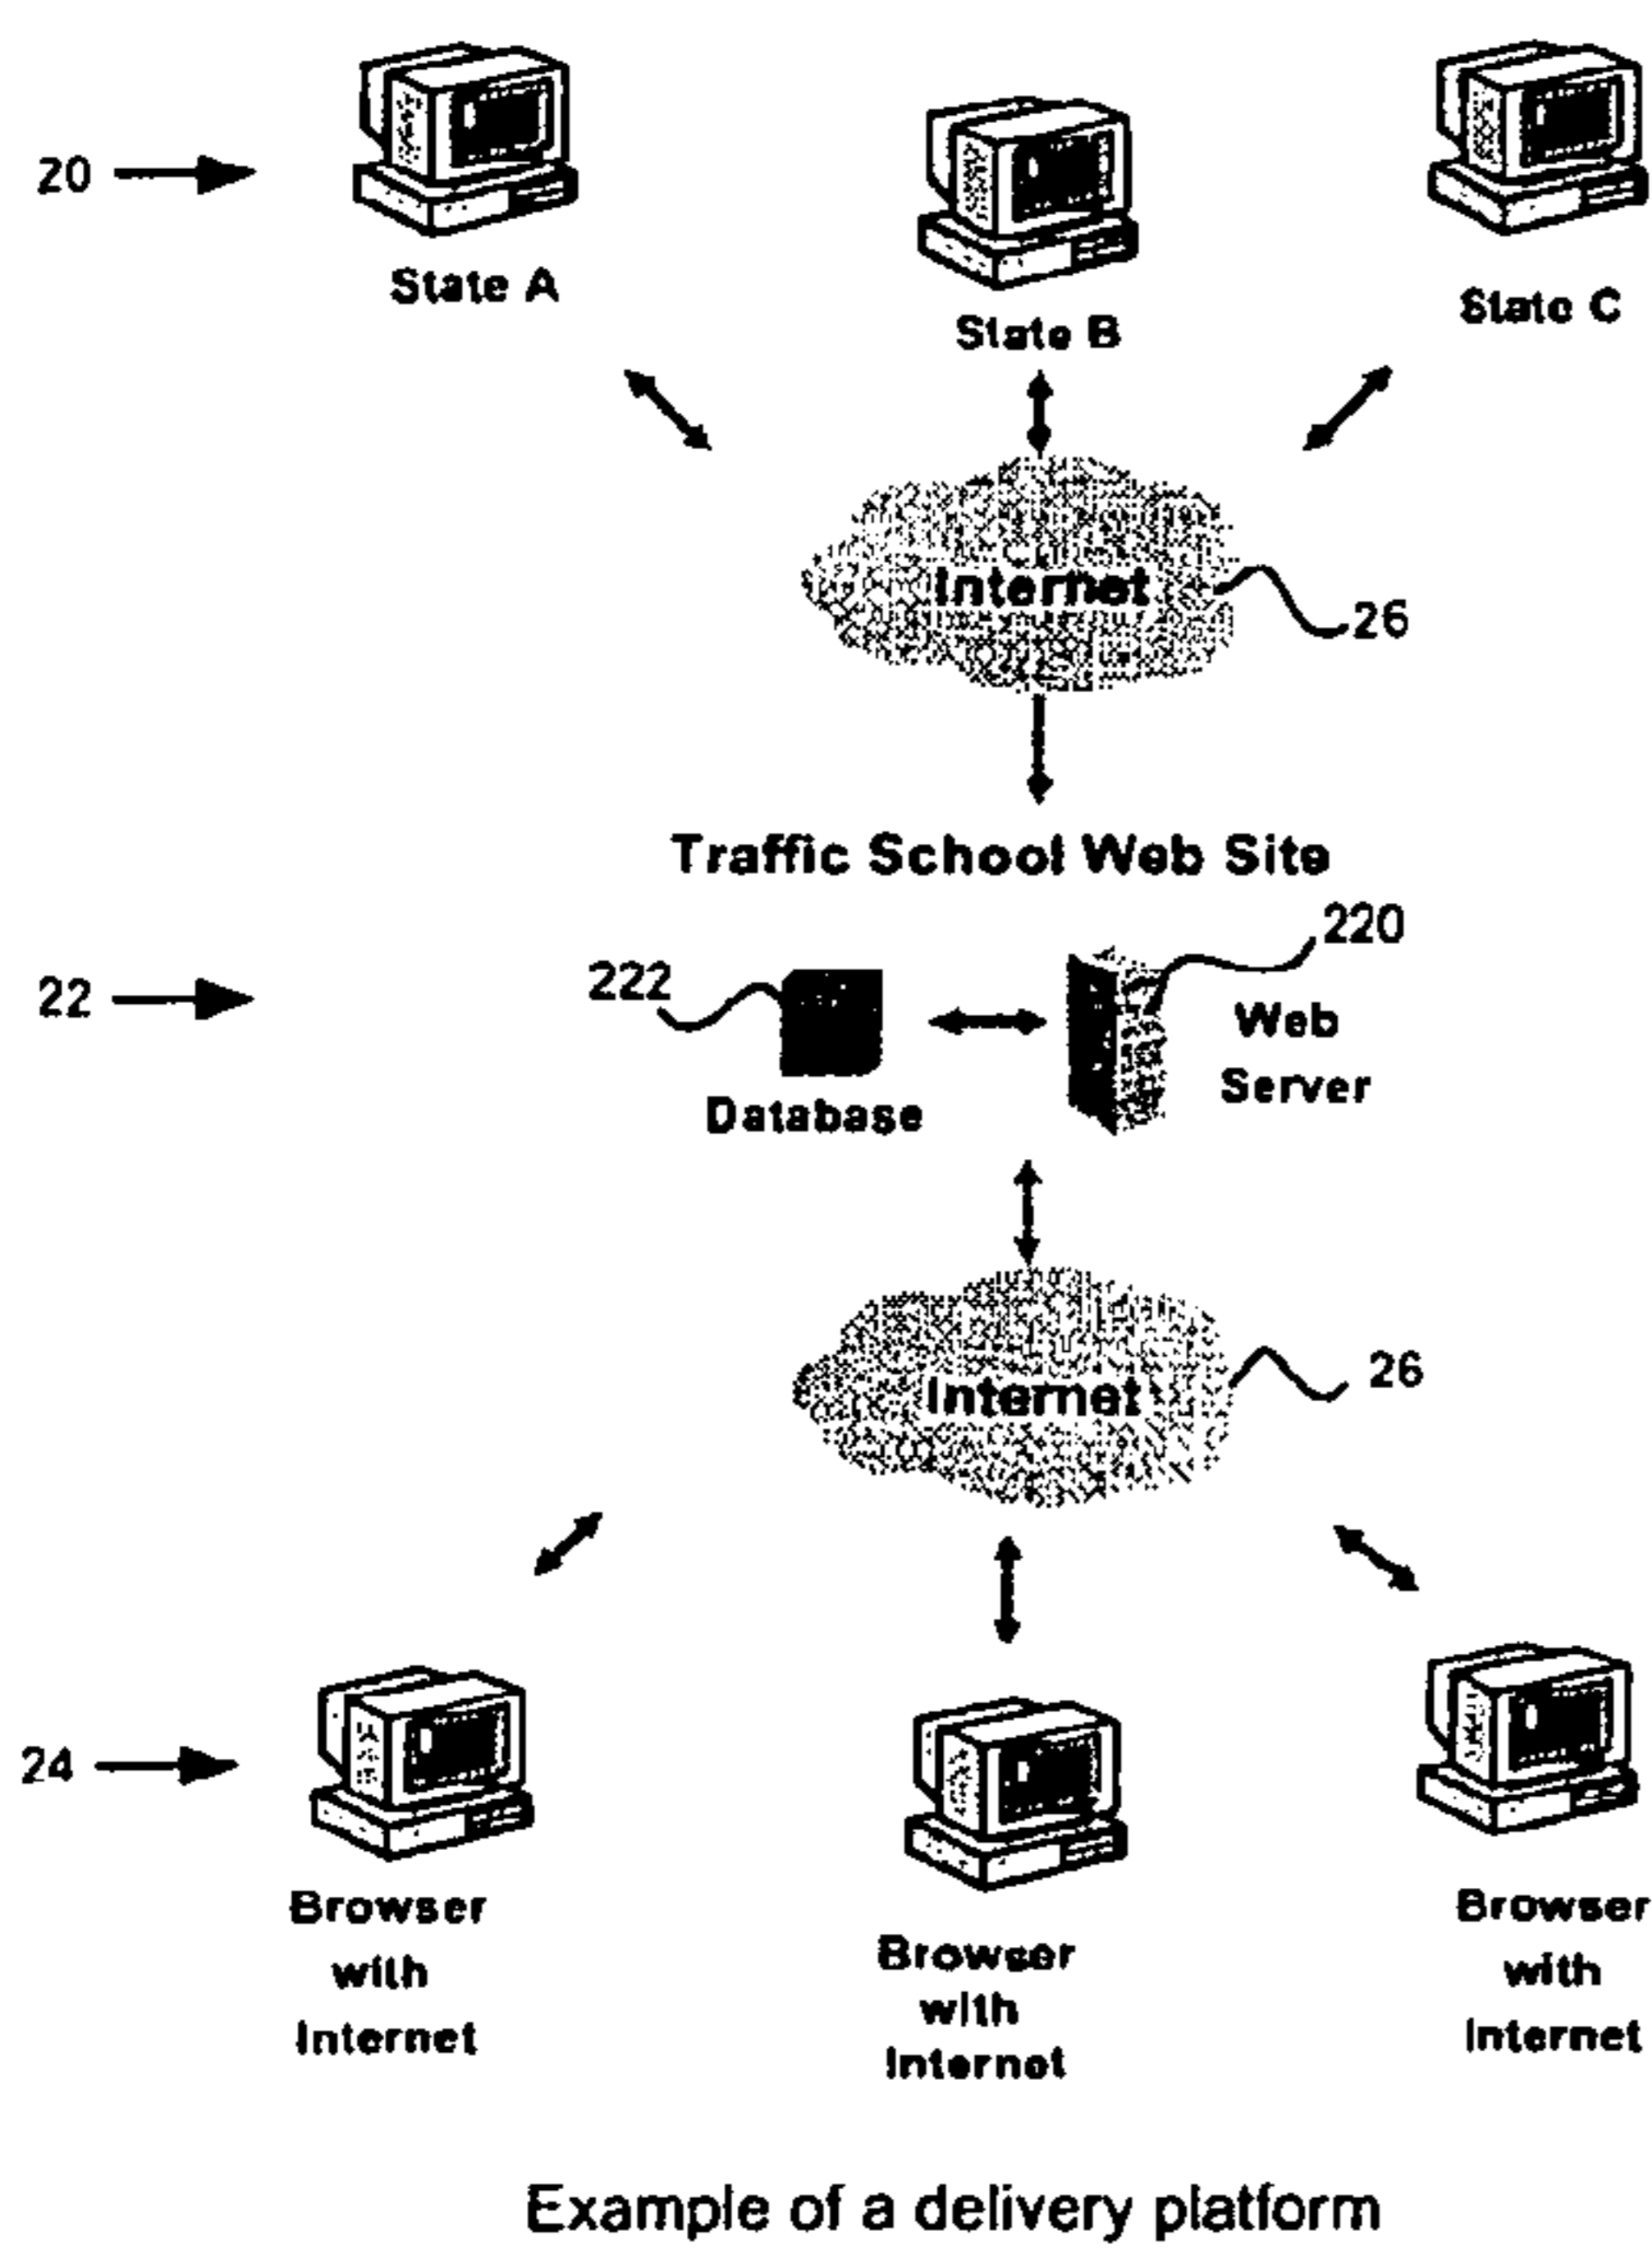 20
State A
State B
State C
Internet
26
Traffic School Web Site
220
222
22
Web
Server
Database
Internet
26
24
Browser
with
Internet
Browser
with
Internet
Browser
with
Internet
Example of a delivery platform